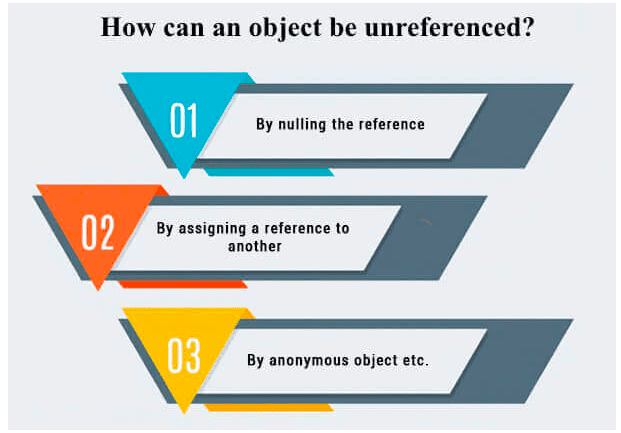 How can an object be unreferenced?
01
By nulling the reference
02
By assigning a reference to
another
03
By anonymous object etc.